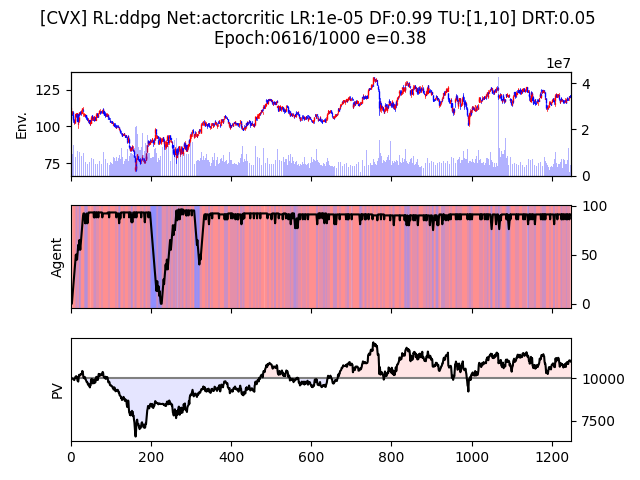 [CVX] RL:ddpg Net:actorcritic LR:1e-05 DF:0.99 TU:[1,10] DRT:0.05
Epoch:0616/1000 e=0.38
1e7
Env.
125
100
75
4
2
0
Agent
100
50
0
PV
10000
7500
0 200 400 600 800 1000 1200